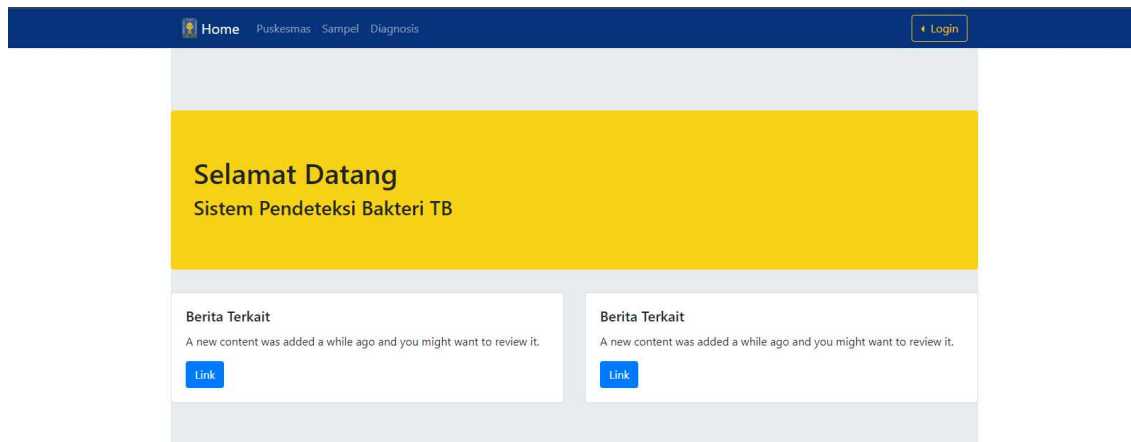 Home Puskesmas Sampel Diagnosis Login
Selamat Datang
Sistem Pendeteksi Bakteri TB
Berita Terkait
A new content was added a while ago and you might want to review it.
Link
Berita Terkait
A new content was added a while ago and you might want to review it.
Link